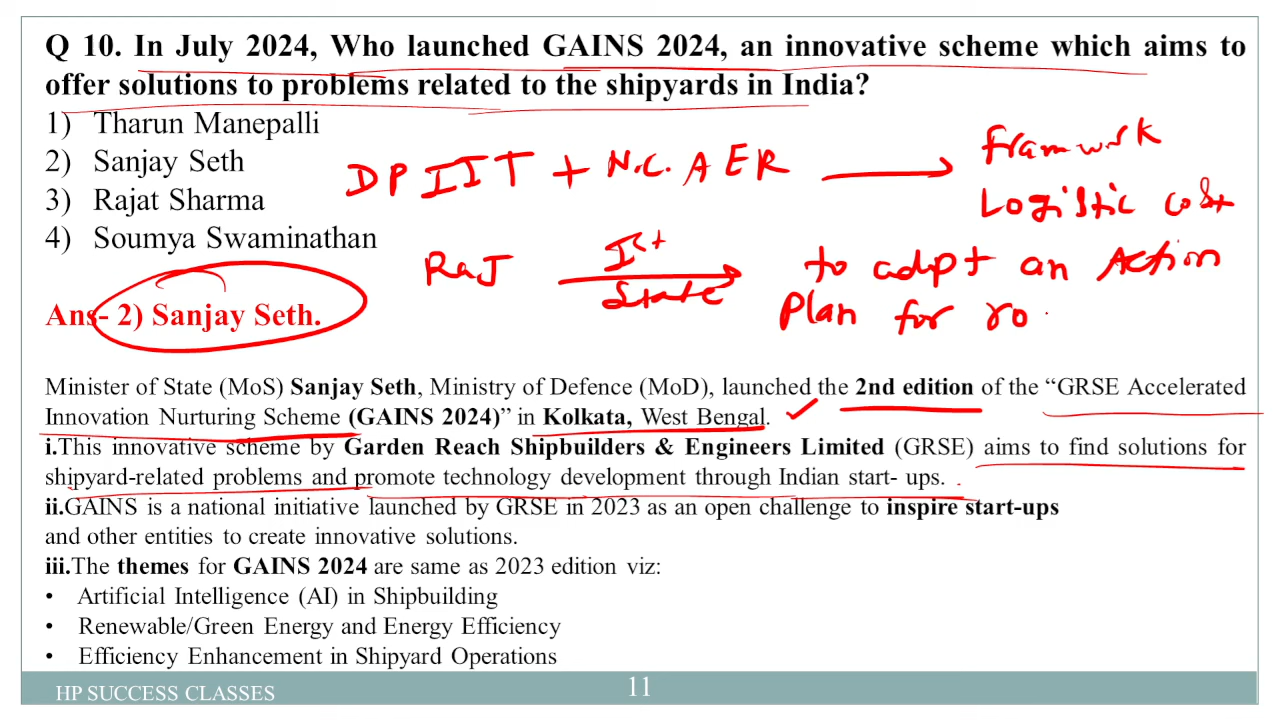 Q 10. In July 2024, Who launched GAINS 2024, an innovative scheme which aims to
offer solutions to problems related to the shipyards in India?
1) Tharun Manepalli
2) Sanjay Seth
3) Rajat Sharma
4) Soumya Swaminathan
DPIIT + N.C.AER → Framwork
Logistic cost
RaJ Ist State → to adopt an Action
Plan for ro
Ans- 2) Sanjay Seth.
Minister of State (MoS) Sanjay Seth, Ministry of Defence (MoD), launched the 2nd edition of the “GRSE Accelerated
Innovation Nurturing Scheme (GAINS 2024)” in Kolkata, West Bengal.
i.This innovative scheme by Garden Reach Shipbuilders & Engineers Limited (GRSE) aims to find solutions for
shipyard-related problems and promote technology development through Indian start- ups.
ii.GAINS is a national initiative launched by GRSE in 2023 as an open challenge to inspire start-ups
and other entities to create innovative solutions.
iii.The themes for GAINS 2024 are same as 2023 edition viz:
• Artificial Intelligence (AI) in Shipbuilding
• Renewable/Green Energy and Energy Efficiency
• Efficiency Enhancement in Shipyard Operations
HP SUCCESS CLASSES 11